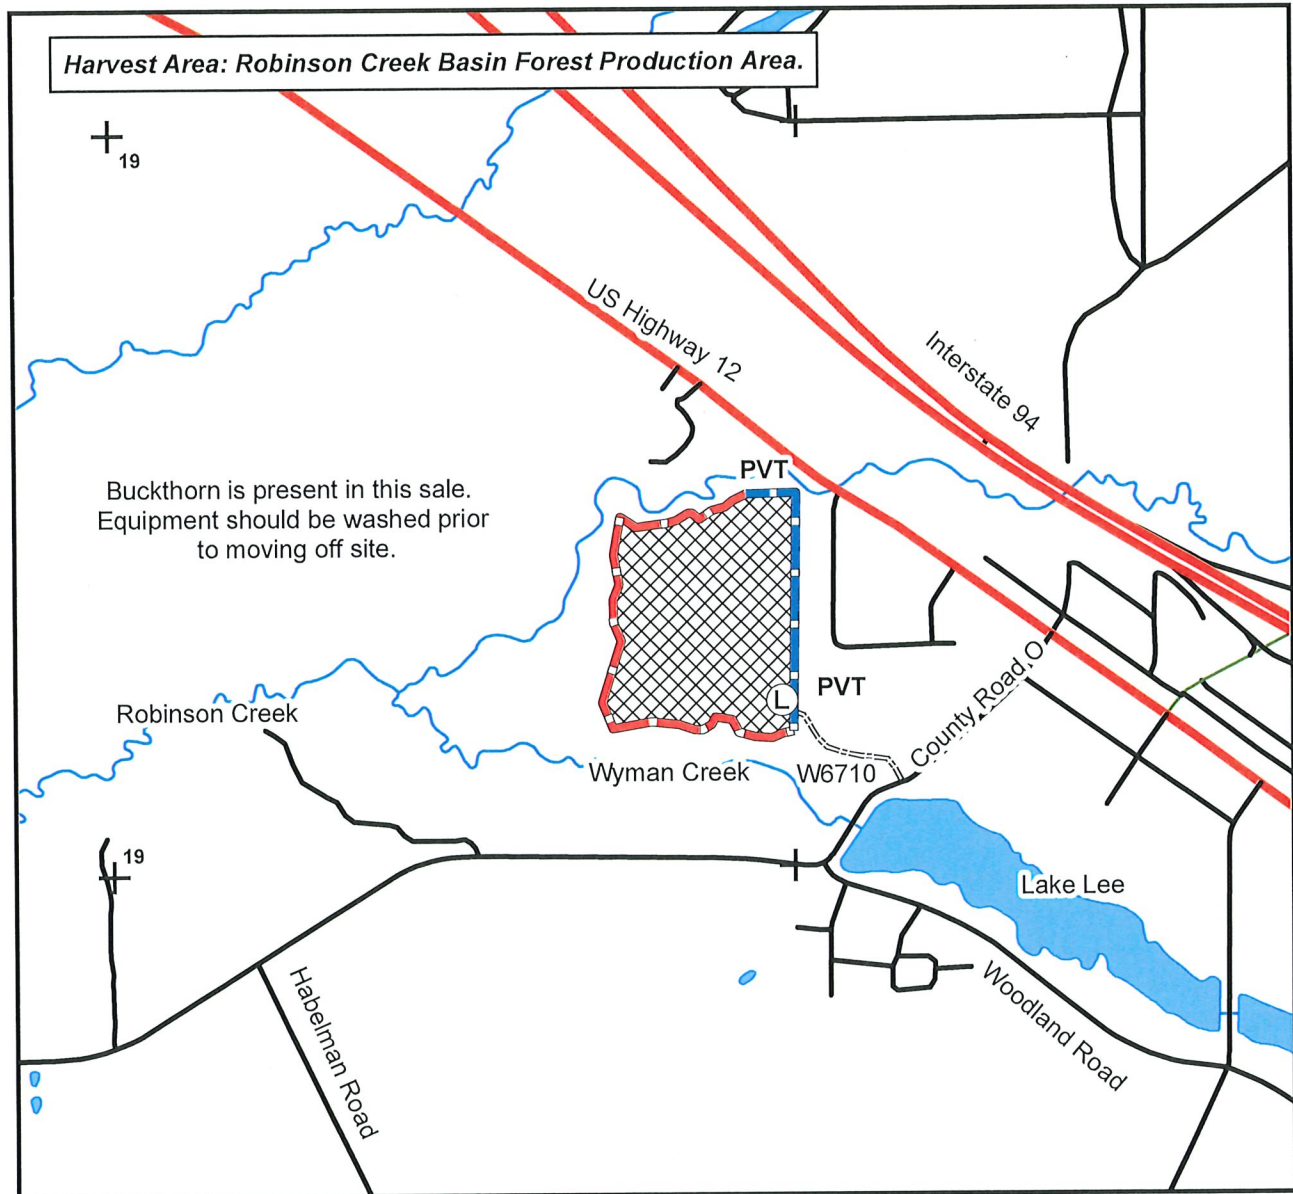 Harvest Area: Robinson Creek Basin Forest Production Area.
19
US Highway 12
Interstate 94
PVT
Buckthorn is present in this sale.
Equipment should be washed prior
to moving off site.
PVT
L
County Road O
Robinson Creek
Wyman Creek
W6710
19
Lake Lee
Habelman Road
Woodland Road